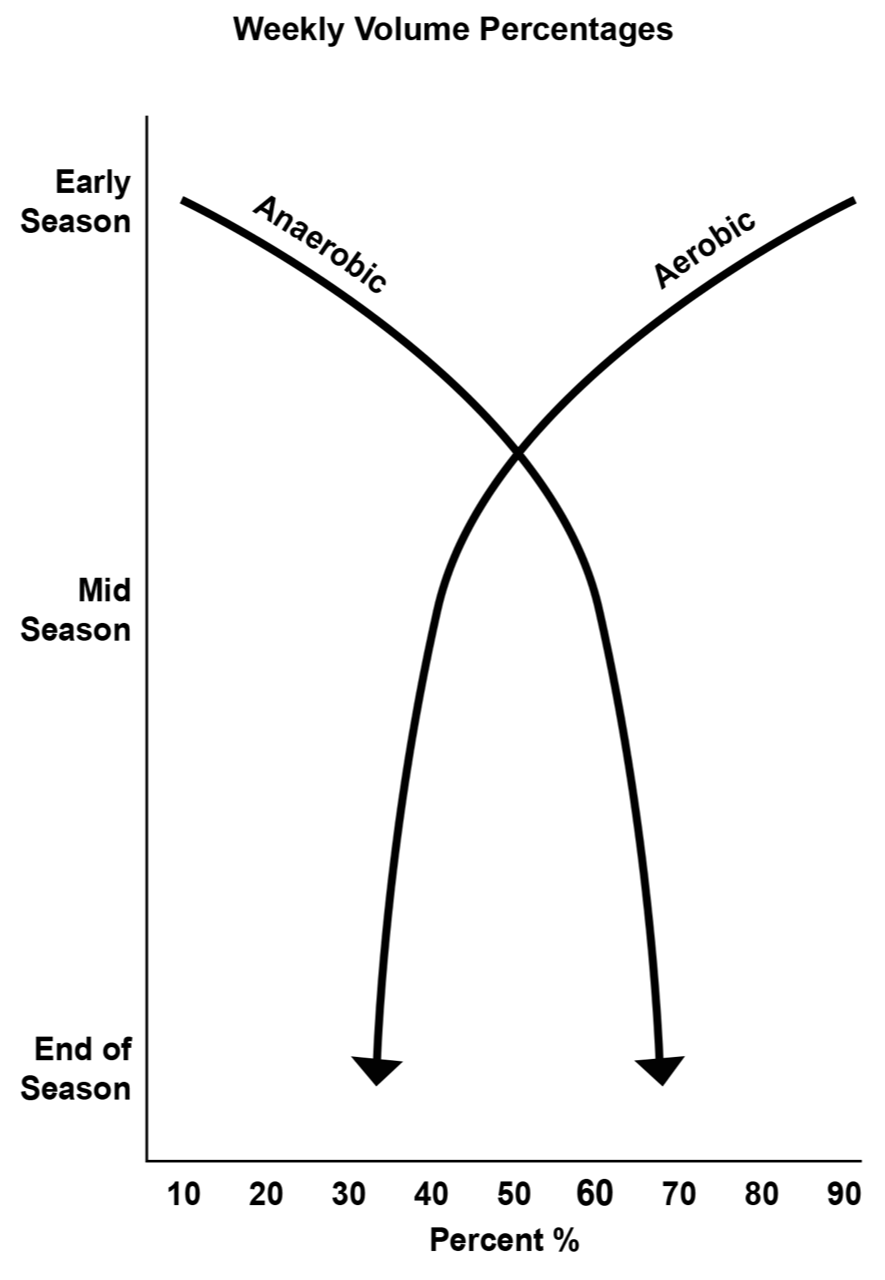 Weekly Volume Percentages
Early
Season
Anaerobic
Aerobic
Mid
Season
End of
Season
10 20 30 40 50 60 70 80 90
Percent %